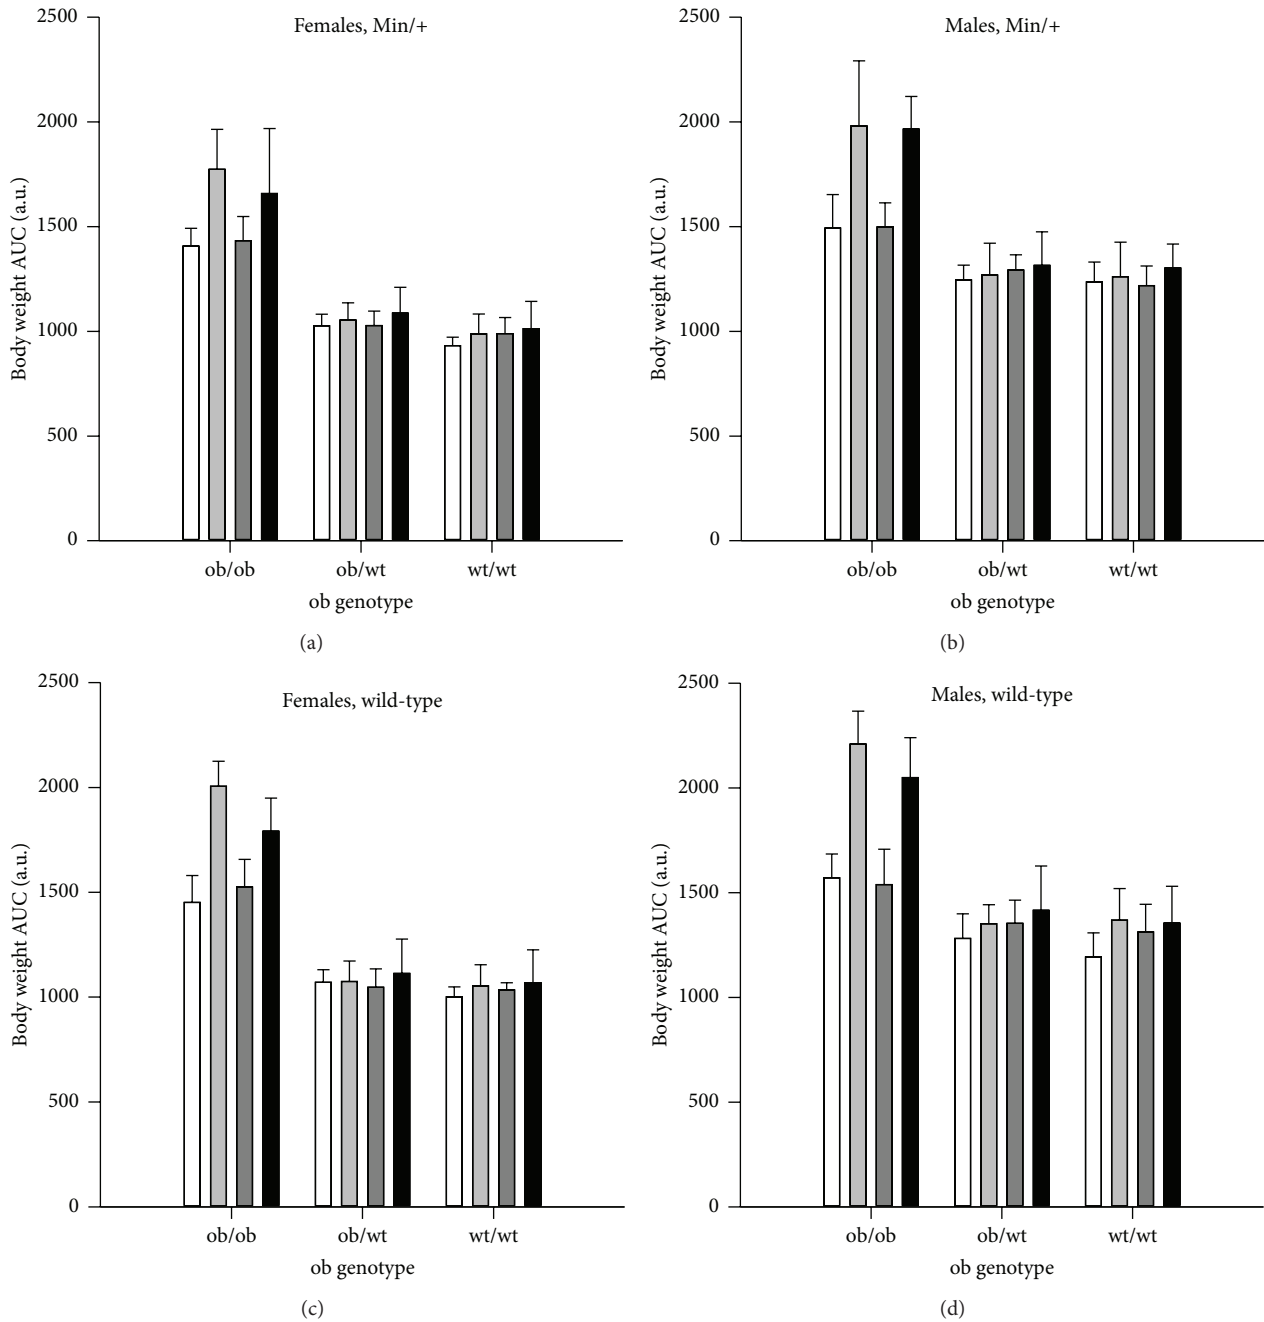 Females, Min/+
2500
2000
1500
1000
500
0
Body weight AUC (a.u.)
ob/ob
ob/wt
wt/wt
ob genotype
(a)
Males, Min/+
2500
2000
1500
1000
500
0
Body weight AUC (a.u.)
ob/ob
ob/wt
wt/wt
ob genotype
(b)
Females, wild-type
2500
2000
1500
1000
500
0
Body weight AUC (a.u.)
ob/ob
ob/wt
wt/wt
ob genotype
(c)
Males, wild-type
2500
2000
1500
1000
500
0
Body weight AUC (a.u.)
ob/ob
ob/wt
wt/wt
ob genotype
(d)